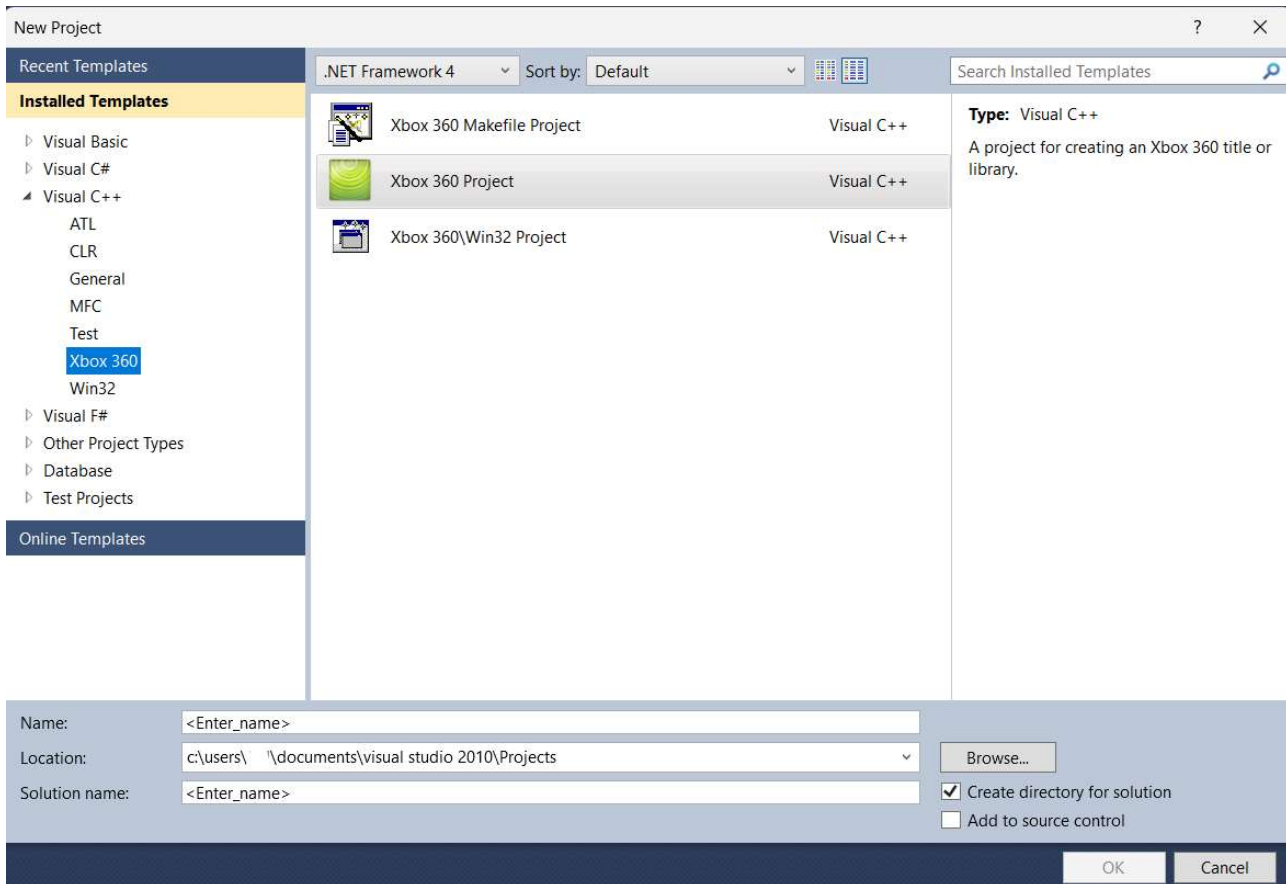 New Project
?
Recent Templates
.NET Framework 4
Sort by: Default
Search Installed Templates
Installed Templates
Visual Basic
Visual C#
Visual C++
ATL
CLR
General
MFC
Test
Xbox 360
Win32
Visual F#
Other Project Types
Database
Test Projects
Online Templates
Xbox 360 Makefile Project Visual C++
Xbox 360 Project Visual C++
Xbox 360\Win32 Project Visual C++
Type: Visual C++
A project for creating an Xbox 360 title or
library.
Name: <Enter_name>
Location: c:\users\ \documents\visual studio 2010\Projects
Browse...
Solution name: <Enter_name>
Create directory for solution
Add to source control
OK
Cancel